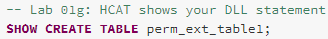 -- Lab 01g: HCAT shows your DLL statement
SHOW CREATE TABLE perm_ext_table1;